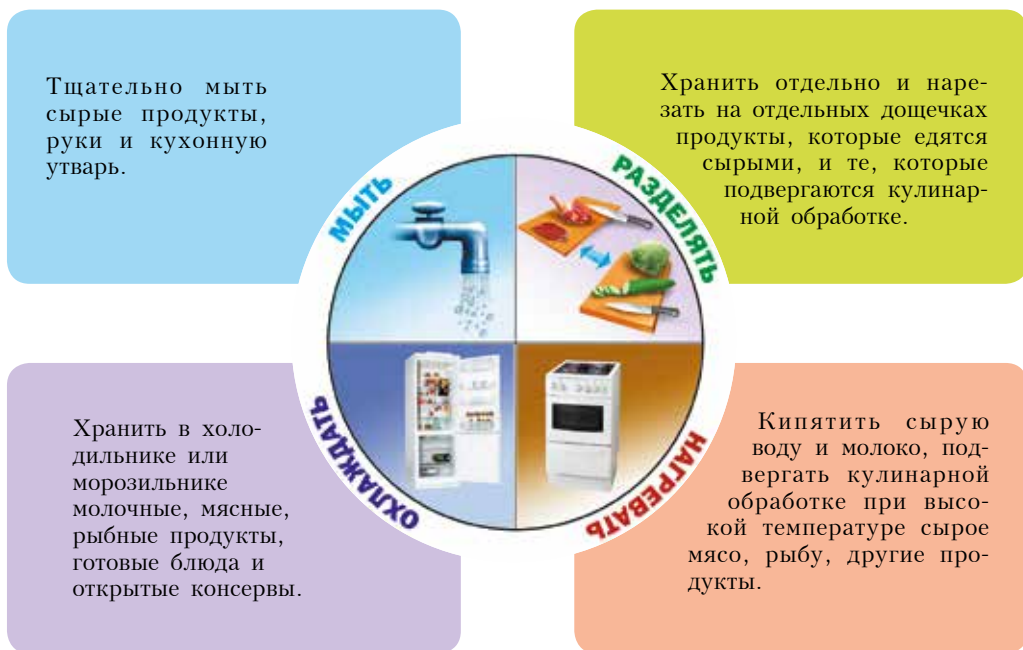 Тщательно мыть
сырые продукты,
руки и кухонную
утварь.
Хранить отдельно и наре-
зать на отдельных дощечках
продукты, которые едятся
сырыми, и те, которые
подвергаются кулинар-
ной обработке.
МЫТЬ
РАЗДЕЛЯТЬ
ОХЛАЖДАТЬ
НАГРЕВАТЬ
Хранить в холо-
дильнике или
морозильнике
молочные, мясные,
рыбные продукты,
готовые блюда и
открытые консервы.
Кипятить сырую
воду и молоко, под-
вергать кулинарной
обработке при высо-
кой температуре сырое
мясо, рыбу, другие про-
дукты.